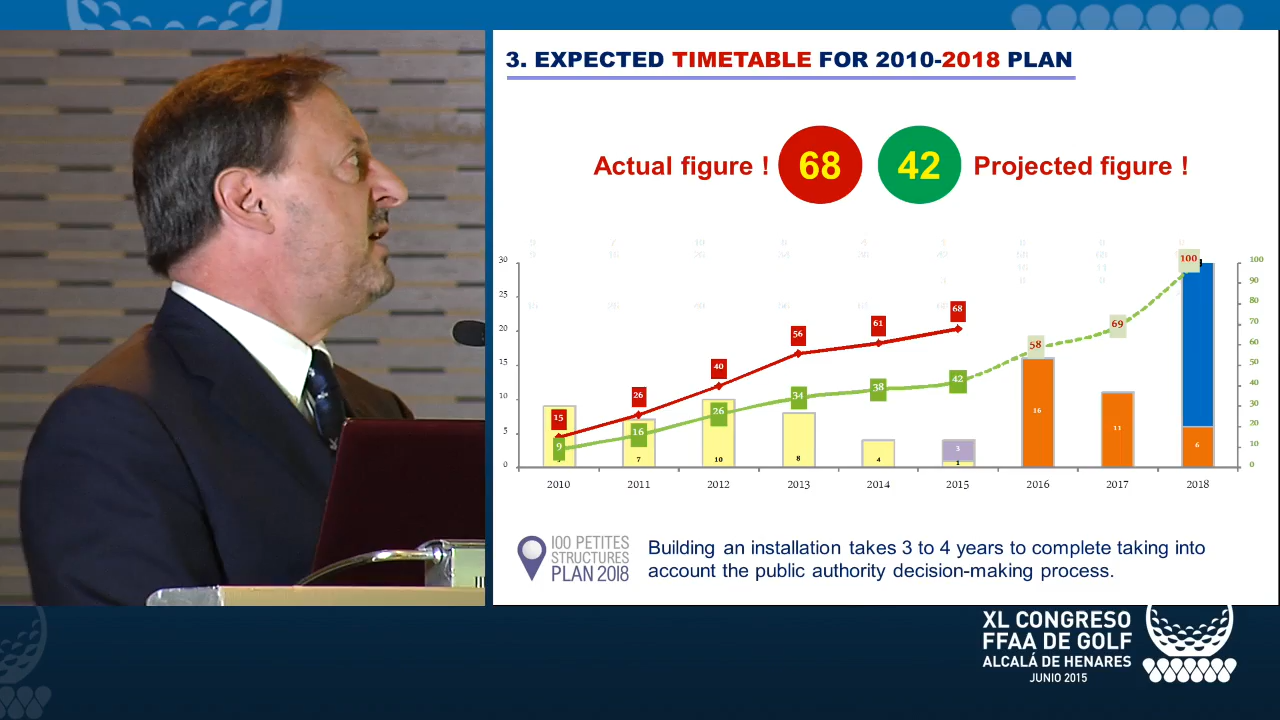 3. EXPECTED TIMETABLE FOR 2010-2018 PLAN
Actual figure ! 68 42 Projected figure !
30
25
20
15
10
5
0
100
90
80
70
60
50
40
30
20
10
0
15 26 40 56 61 68
9 16 26 34 38 42 58 69 100
7 10 8 4 3 1 16 11 6
2010 2011 2012 2013 2014 2015 2016 2017 2018
100 PETITES
STRUCTURES
PLAN 2018
Building an installation takes 3 to 4 years to complete taking into
account the public authority decision-making process.
XL CONGRESO
FFAA DE GOLF
ALCALÁ DE HENARES
JUNIO 2015